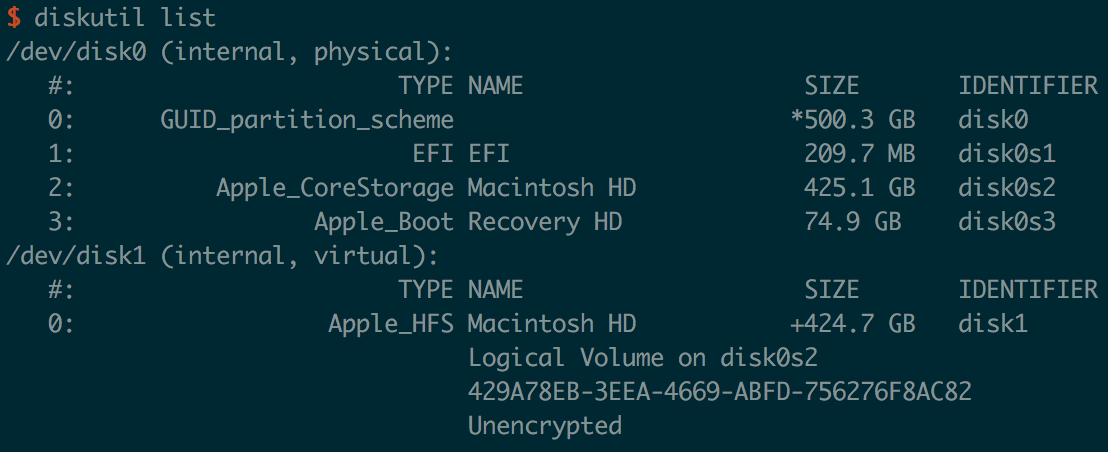 $ diskutil list
/dev/disk0 (internal, physical):
   #:                       TYPE NAME                    SIZE       IDENTIFIER
   0:      GUID_partition_scheme                        *500.3 GB   disk0
   1:                        EFI EFI                     209.7 MB   disk0s1
   2:          Apple_CoreStorage Macintosh HD            425.1 GB   disk0s2
   3:                 Apple_Boot Recovery HD             74.9 GB    disk0s3
/dev/disk1 (internal, virtual):
   #:                       TYPE NAME                    SIZE       IDENTIFIER
   0:                  Apple_HFS Macintosh HD           +424.7 GB   disk1
                                 Logical Volume on disk0s2
                                 429A78EB-3EEA-4669-ABFD-756276F8AC82
                                 Unencrypted